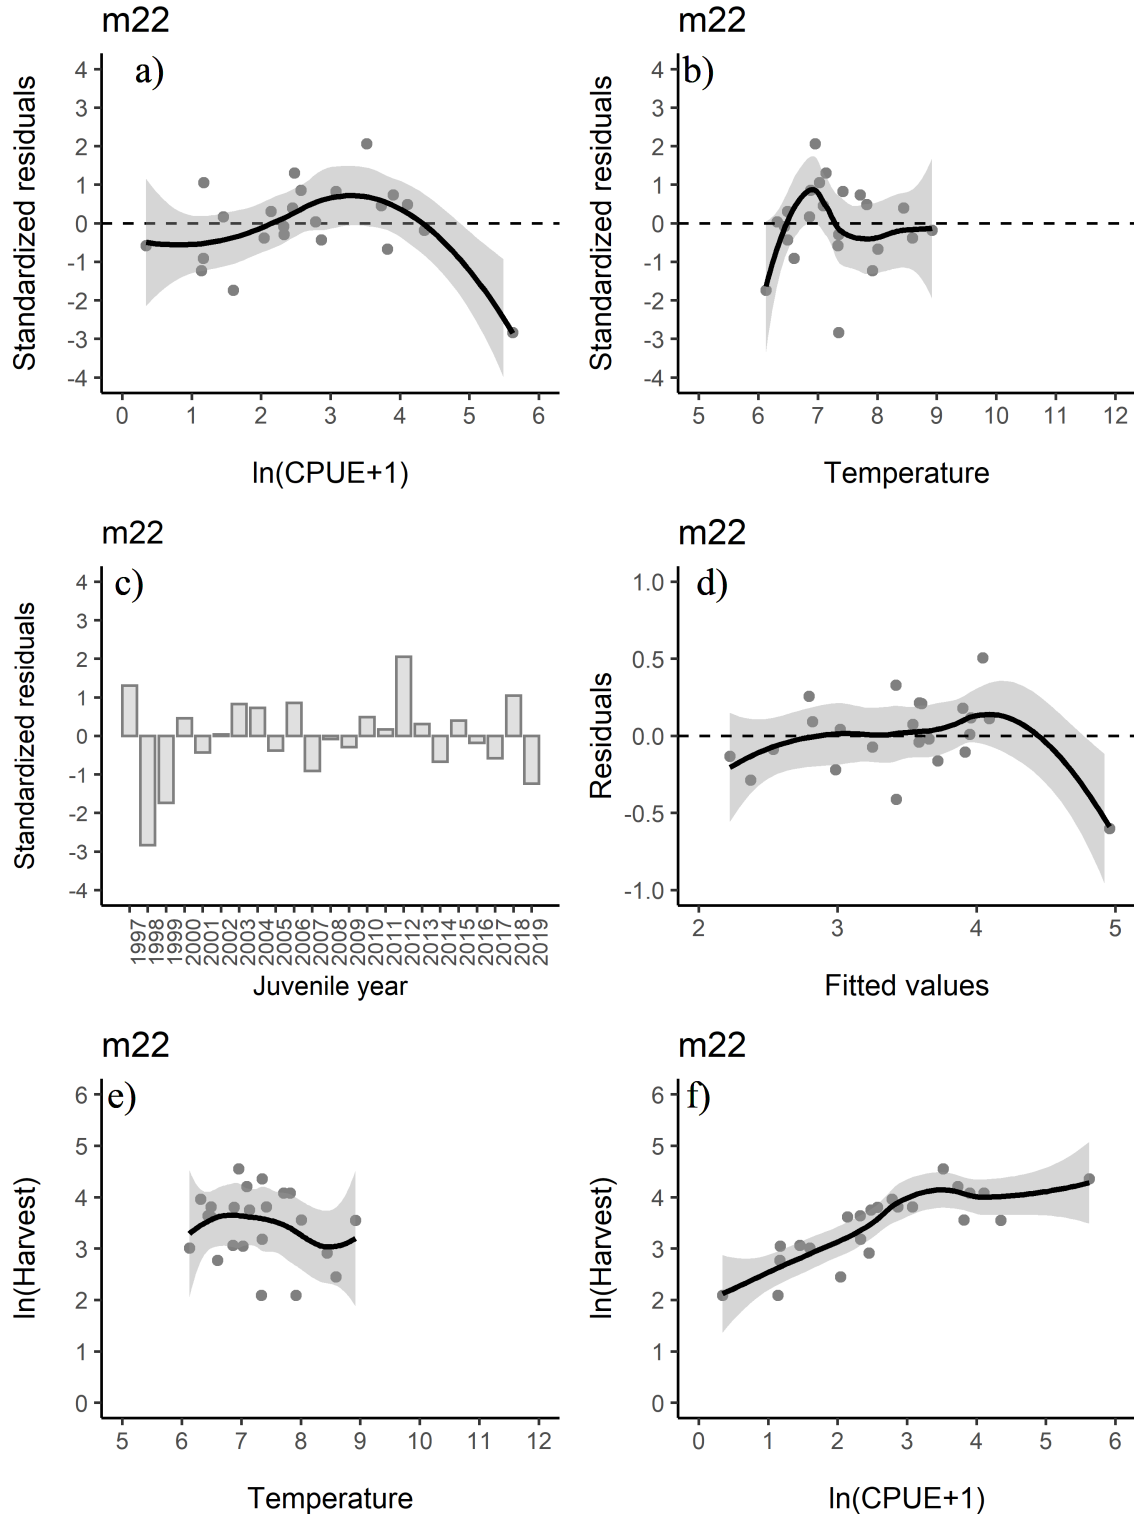 m22
a)
Standardized residuals
4
3
2
1
0
-1
-2
-3
-4
0 1 2 3 4 5 6
ln(CPUE+1)
m22
b)
Standardized residuals
4
3
2
1
0
-1
-2
-3
-4
5 6 7 8 9 10 11 12
Temperature
m22
c)
Standardized residuals
4
3
2
1
0
-1
-2
-3
-4
1997 1998 1999 2000 2001 2002 2003 2004 2005 2006 2007 2008 2009 2010 2011 2012 2013 2014 2015 2016 2017 2018 2019
Juvenile year
m22
d)
Residuals
1.0
0.5
0.0
-0.5
-1.0
2 3 4 5
Fitted values
m22
e)
ln(Harvest)
6
5
4
3
2
1
0
5 6 7 8 9 10 11 12
Temperature
m22
f)
ln(Harvest)
6
5
4
3
2
1
0
0 1 2 3 4 5 6
ln(CPUE+1)